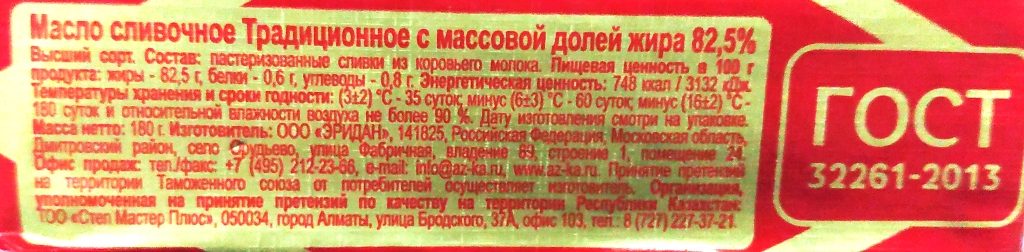 Масло сливочное Традиционное с массовой долей жира 82,5%
Высший сорт. Состав: пастеризованные сливки из коровьего молока. Пищевая ценность в 100 г
продукта: жиры - 82,5 г, белки - 0,6 г, углеводы - 0,8 г. Энергетическая ценность: 748 ккал / 3132 кДж.
Температуры хранения и сроки годности: (3±2) °С - 35 суток; минус (6±3) °С - 60 суток; минус (16±2) °С -
180 суток и относительной влажности воздуха не более 90 %. Дату изготовления смотри на упаковке.
Масса нетто: 180 г. Изготовитель: ООО «ЭРИДАН», 141825, Российская Федерация, Московская область,
Дмитровский район, село Орудьево, улица Фабричная, владение 89, строение 1, помещение 24.
Офис продаж: тел./факс: +7 (495) 212-23-66, e-mail: info@az-ka.ru, www.az-ka.ru. Принятие претензий
на территории Таможенного союза от потребителей осуществляет изготовитель. Организация,
уполномоченная на принятие претензий по качеству на территории Республики Казахстан:
ТОО «Степ Мастер Плюс», 050034, город Алматы, улица Бродского, 37А, офис 103, тел.: 8 (727) 227-37-21.
ГОСТ
32261-2013